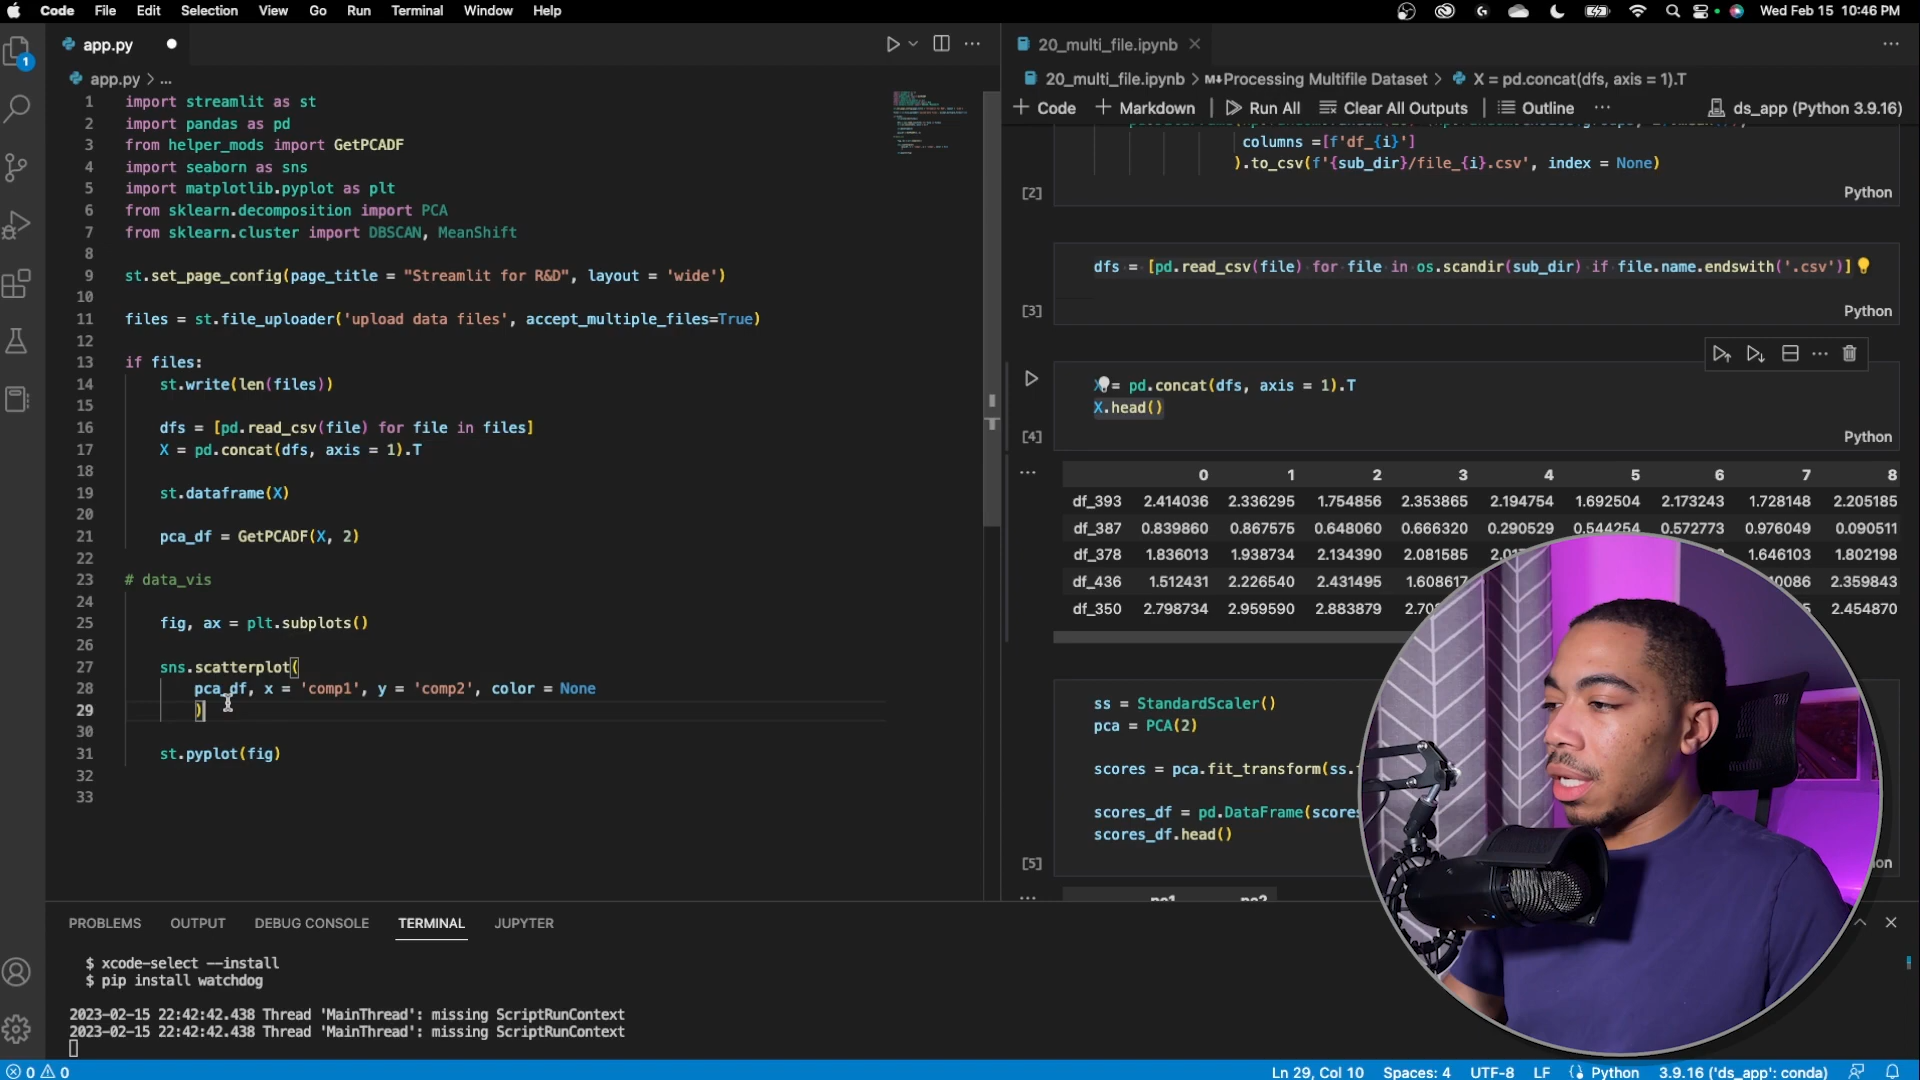 Code File Edit Selection View Go Run Terminal Window Help
Wed Feb 15 10:46 PM
1
app.py
app.py > ...
1 import streamlit as st
2 import pandas as pd
3 from helper_mods import GetPCADF
4 import seaborn as sns
5 import matplotlib.pyplot as plt
6 from sklearn.decomposition import PCA
7 from sklearn.cluster import DBSCAN, MeanShift
8
9 st.set_page_config(page_title = "Streamlit for R&D", layout = 'wide')
10
11 files = st.file_uploader('upload data files', accept_multiple_files=True)
12
13 if files:
14 st.write(len(files))
15
16 dfs = [pd.read_csv(file) for file in files]
17 X = pd.concat(dfs, axis = 1).T
18
19 st.dataframe(X)
20
21 pca_df = GetPCADF(X, 2)
22
23 # data_vis
24
25 fig, ax = plt.subplots()
26
27 sns.scatterplot(
28 pca_df, x = 'comp1', y = 'comp2', color = None
29 )
30
31 st.pyplot(fig)
32
33
20_multi_file.ipynb
20_multi_file.ipynb > M↓Processing Multifile Dataset > X = pd.concat(dfs, axis = 1).T
+ Code + Markdown Run All Clear All Outputs Outline ... ds_app (Python 3.9.16)
columns =[f'df_{i}']
).to_csv(f'{sub_dir}/file_{i}.csv', index = None)
[2] Python
dfs = [pd.read_csv(file) for file in os.scandir(sub_dir) if file.name.endswith('.csv')]
[3] Python
X = pd.concat(dfs, axis = 1).T
X.head()
[4] Python
0 1 2 3 4 5 6 7 8
df_393 2.414036 2.336295 1.754856 2.353865 2.194754 1.692504 2.173243 1.728148 2.205185
df_387 0.839860 0.867575 0.648060 0.666320 0.290529 0.544254 0.572773 0.976049 0.090511
df_378 1.836013 1.938734 2.134390 2.081585 1.646103 1.802198
df_436 1.512431 2.226540 2.431495 1.608617 2.359843
df_350 2.798734 2.959590 2.883879 2.454870
ss = StandardScaler()
pca = PCA(2)
scores = pca.fit_transform(ss.
scores_df = pd.DataFrame(scores
scores_df.head()
[5]
PROBLEMS OUTPUT DEBUG CONSOLE TERMINAL JUPYTER
$ xcode-select --install
$ pip install watchdog
2023-02-15 22:42:42.438 Thread 'MainThread': missing ScriptRunContext
2023-02-15 22:42:42.438 Thread 'MainThread': missing ScriptRunContext
0 0
Ln 29, Col 10 Spaces: 4 UTF-8 LF Python 3.9.16 ('ds_app': conda)